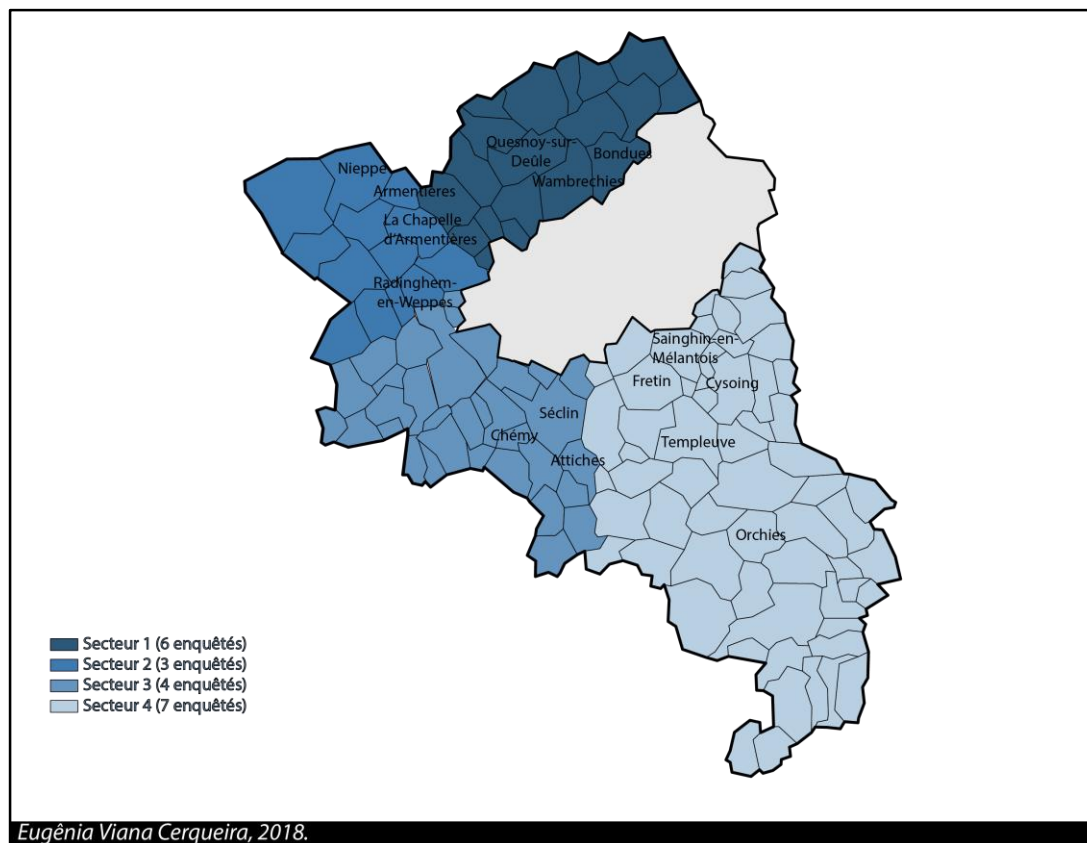 Quesnoy-sur-
Deûle
Bondues
Wambrechies
Nieppe
Armentières
La Chapelle
d'Armentières
Radinghem-
en-Weppes
Sainghin-en-
Mélantois
Fretin
Cysoing
Séclin
Chémy
Templeuve
Attiches
Orchies
Secteur 1 (6 enquêtés)
Secteur 2 (3 enquêtés)
Secteur 3 (4 enquêtés)
Secteur 4 (7 enquêtés)
Eugênia Viana Cerqueira, 2018.